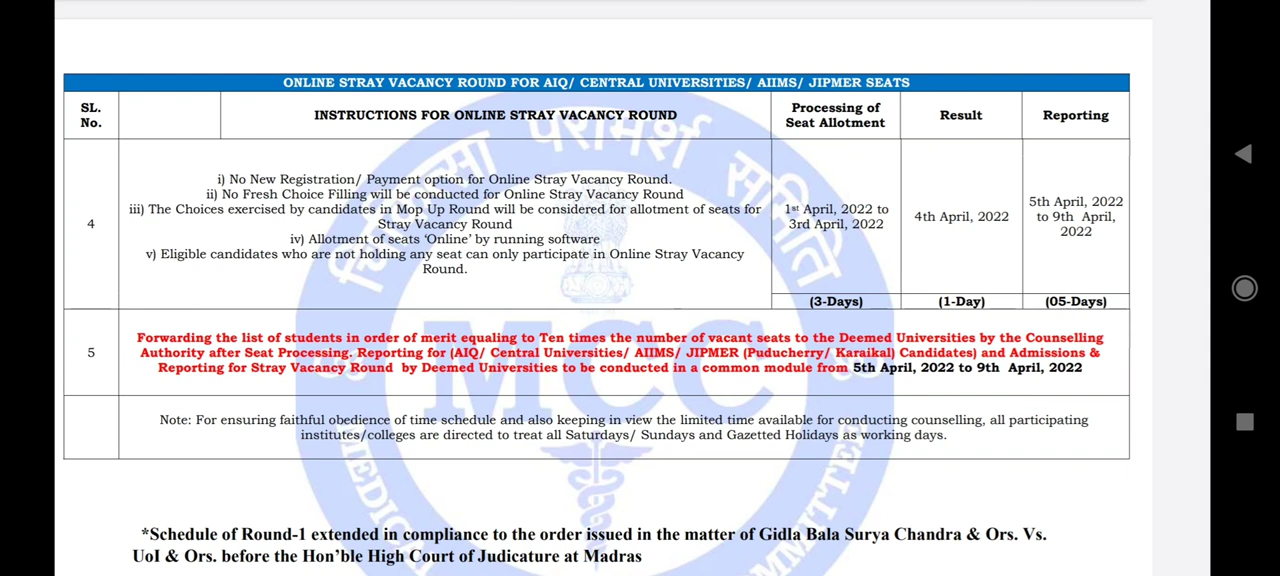 ONLINE STRAY VACANCY ROUND FOR AIQ/ CENTRAL UNIVERSITIES/ AIIMS/ JIPMER SEATS
SL.
No.
INSTRUCTIONS FOR ONLINE STRAY VACANCY ROUND
Processing of
Seat Allotment
Result
Reporting
4
i) No New Registration/ Payment option for Online Stray Vacancy Round.
ii) No Fresh Choice Filling will be conducted for Online Stray Vacancy Round
iii) The Choices exercised by candidates in Mop Up Round will be considered for allotment of seats for
Stray Vacancy Round
iv) Allotment of seats ‘Online’ by running software
v) Eligible candidates who are not holding any seat can only participate in Online Stray Vacancy
Round.
1st April, 2022 to
3rd April, 2022
4th April, 2022
5th April, 2022
to 9th April,
2022
(3-Days)
(1-Day)
(05-Days)
5
Forwarding the list of students in order of merit equaling to Ten times the number of vacant seats to the Deemed Universities by the Counselling
Authority after Seat Processing. Reporting for (AIQ/ Central Universities/ AIIMS/ JIPMER (Puducherry/ Karaikal) Candidates) and Admissions &
Reporting for Stray Vacancy Round by Deemed Universities to be conducted in a common module from 5th April, 2022 to 9th April, 2022
Note: For ensuring faithful obedience of time schedule and also keeping in view the limited time available for conducting counselling, all participating
institutes/colleges are directed to treat all Saturdays/ Sundays and Gazetted Holidays as working days.
*Schedule of Round-1 extended in compliance to the order issued in the matter of Gidla Bala Surya Chandra & Ors. Vs.
UoI & Ors. before the Hon’ble High Court of Judicature at Madras
चिकित्सा परामर्श समिति
MCC